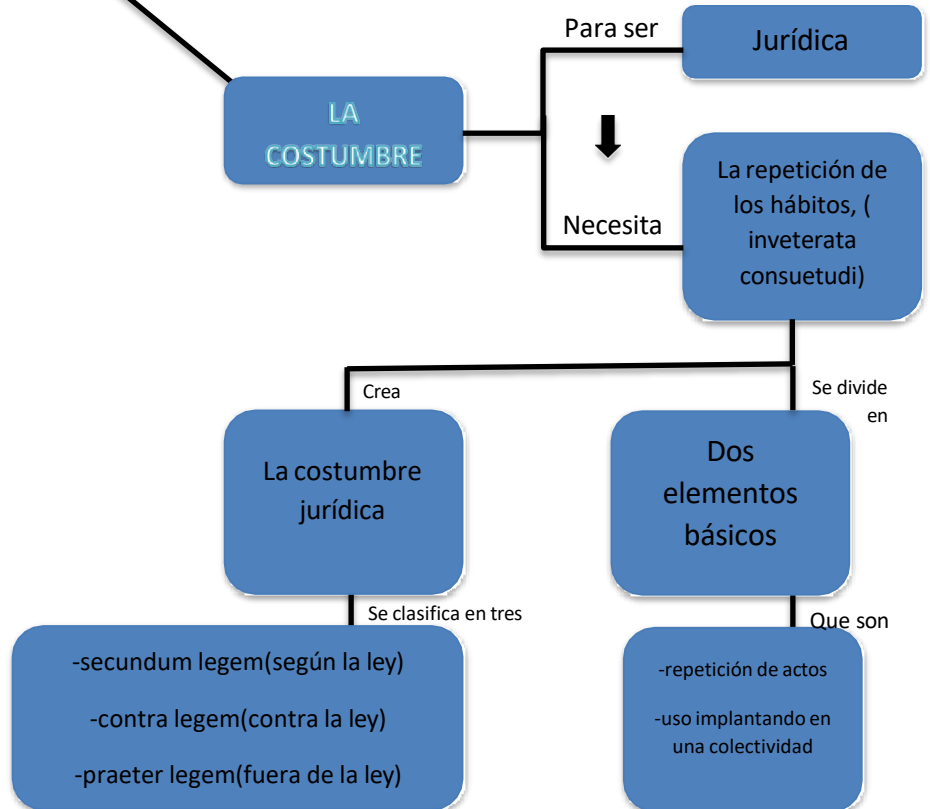 Para ser
Jurídica
LA
COSTUMBRE
La repetición de
los hábitos, (
inveterata
consuetudi)
Necesita
Crea
Se divide
en
La costumbre
jurídica
Dos
elementos
básicos
Se clasifica en tres
Que son
-secundum legem(según la ley)
-contra legem(contra la ley)
-praeter legem(fuera de la ley)
-repetición de actos
-uso implantando en
una colectividad